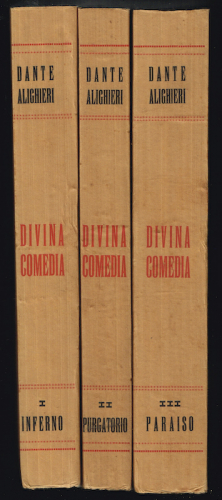 DANTE
ALIGHIERI
DIVINA
COMEDIA
I
INFERNO
DANTE
ALIGHIERI
DIVINA
COMEDIA
II
PURGATORIO
DANTE
ALIGHIERI
DIVINA
COMEDIA
III
PARAISO